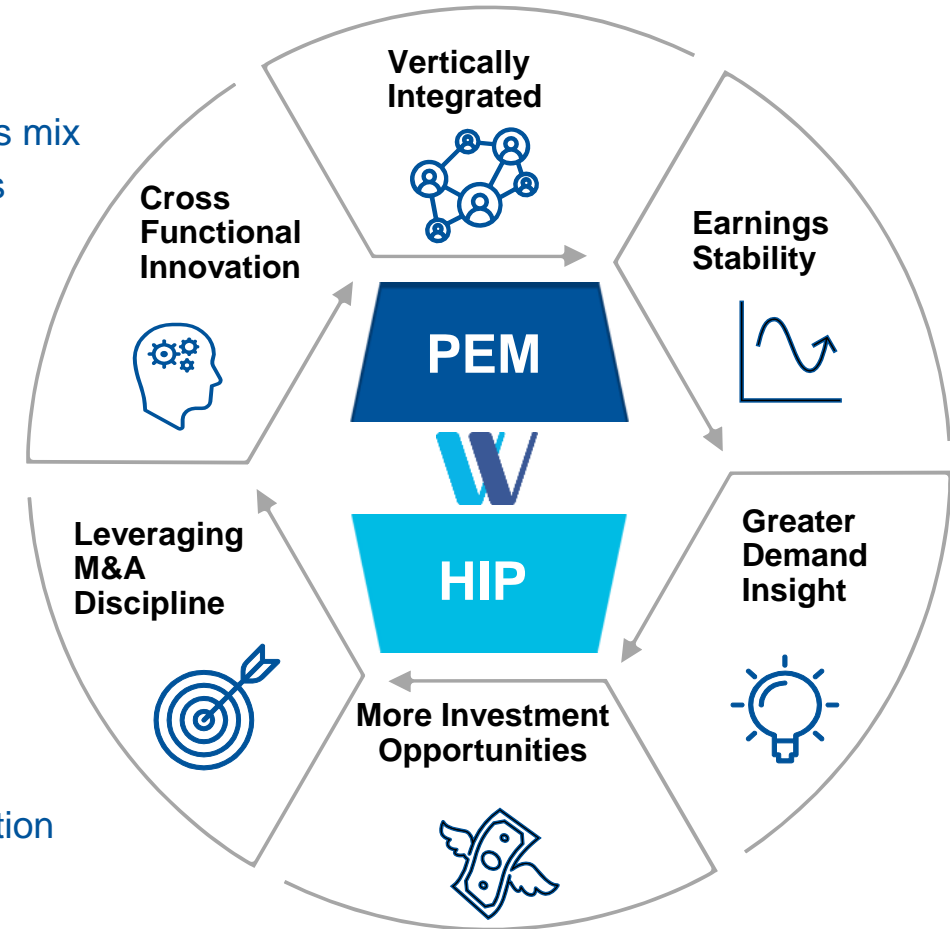 s mix
s
tion
Vertically
Integrated
Earnings
Stability
Greater
Demand
Insight
More Investment
Opportunities
Leveraging
M&A
Discipline
Cross
Functional
Innovation
PEM
HIP